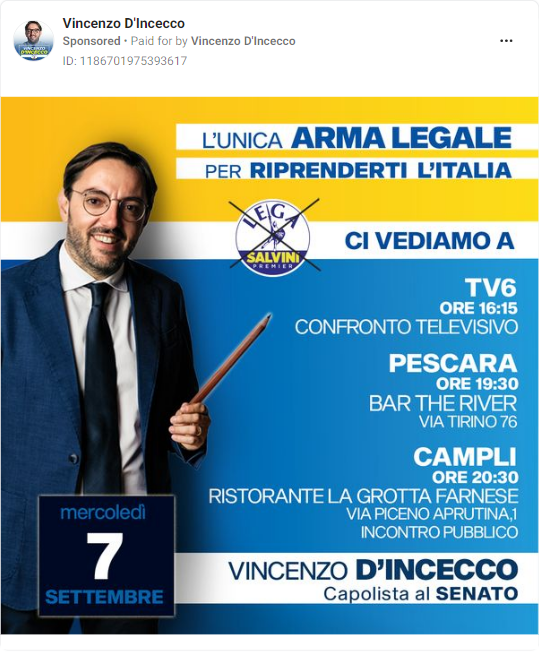 Vincenzo D'Incecco
Sponsored • Paid for by Vincenzo D'Incecco
ID: 1186701975393617
VINCENZO
D'INCECCO
L'UNICA ARMA LEGALE
PER RIPRENDERTI L'ITALIA
LEGA
SALVINI
PREMIER
CI VEDIAMO A
TV6
ORE 16:15
CONFRONTO TELEVISIVO
PESCARA
ORE 19:30
BAR THE RIVER
VIA TIRINO 76
CAMPLI
ORE 20:30
RISTORANTE LA GROTTA FARNESE
VIA PICENO APRUTINA,1
INCONTRO PUBBLICO
mercoledì
7
SETTEMBRE
VINCENZO D'INCECCO
Capolista al SENATO